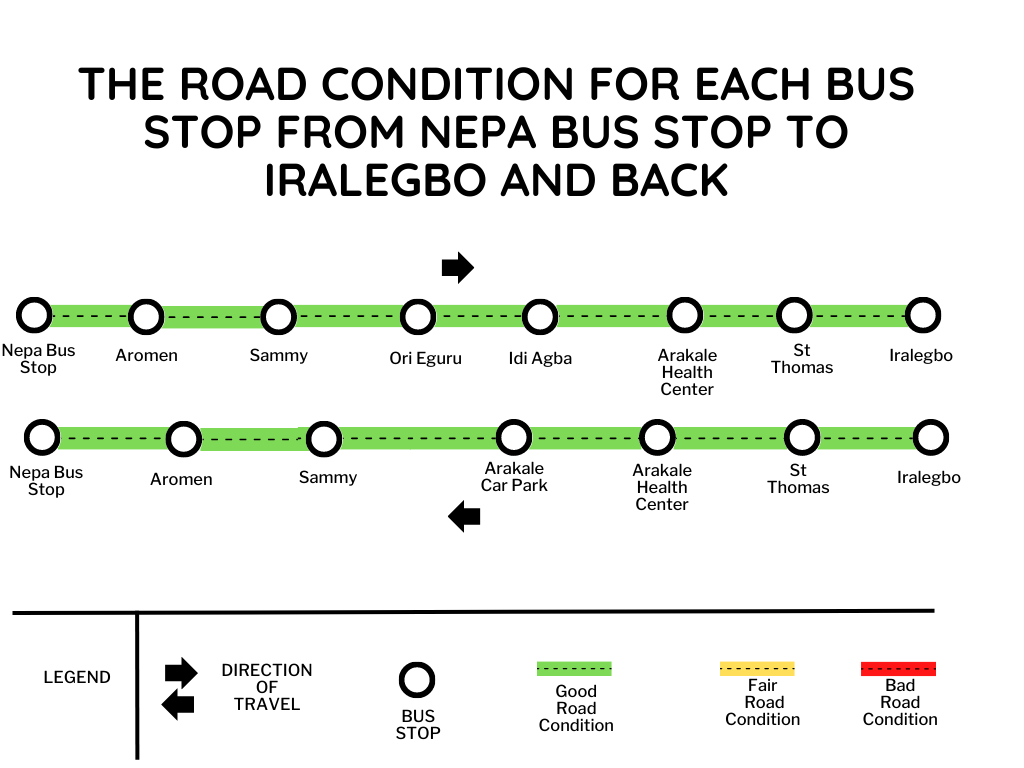 THE ROAD CONDITION FOR EACH BUS
STOP FROM NEPA BUS STOP TO
IRALEGBO AND BACK
Nepa Bus
Stop
Aromen
Sammy
Ori Eguru
Idi Agba
Arakale
Health
Center
St
Thomas
Iralegbo
Nepa Bus
Stop
Aromen
Sammy
Arakale
Car Park
Arakale
Health
Center
St
Thomas
Iralegbo
LEGEND
DIRECTION
OF
TRAVEL
BUS
STOP
Good
Road
Condition
Fair
Road
Condition
Bad
Road
Condition